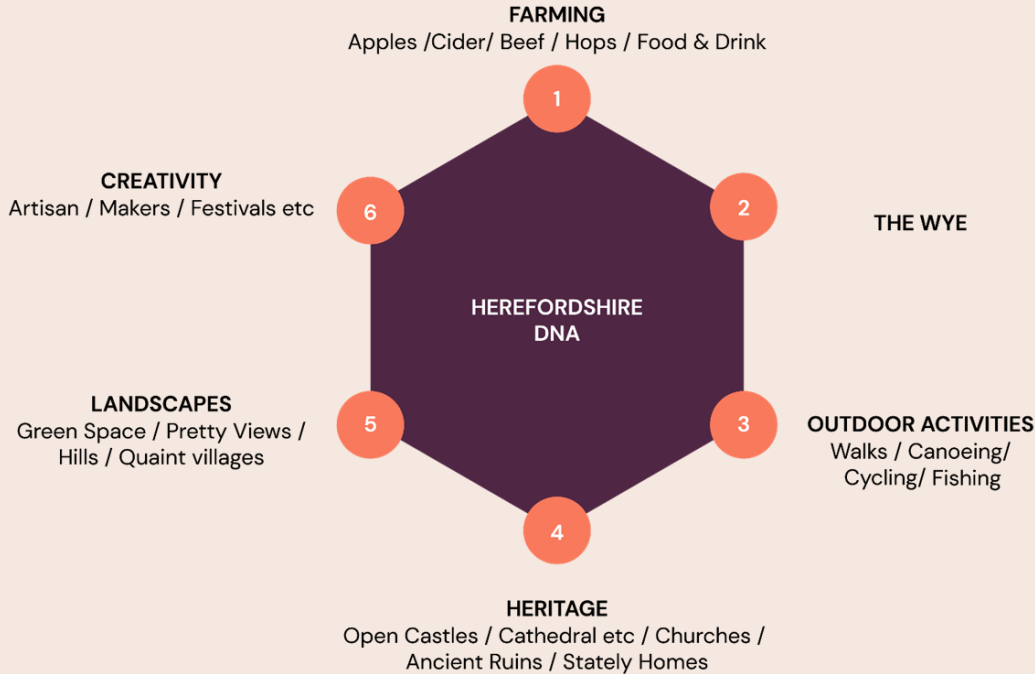 FARMING
Apples /Cider/ Beef / Hops / Food & Drink
1
CREATIVITY
Artisan / Makers / Festivals etc
6
2
THE WYE
HEREFORDSHIRE
DNA
LANDSCAPES
Green Space / Pretty Views /
Hills / Quaint villages
5
3
OUTDOOR ACTIVITIES
Walks / Canoeing/
Cycling/ Fishing
4
HERITAGE
Open Castles / Cathedral etc / Churches /
Ancient Ruins / Stately Homes